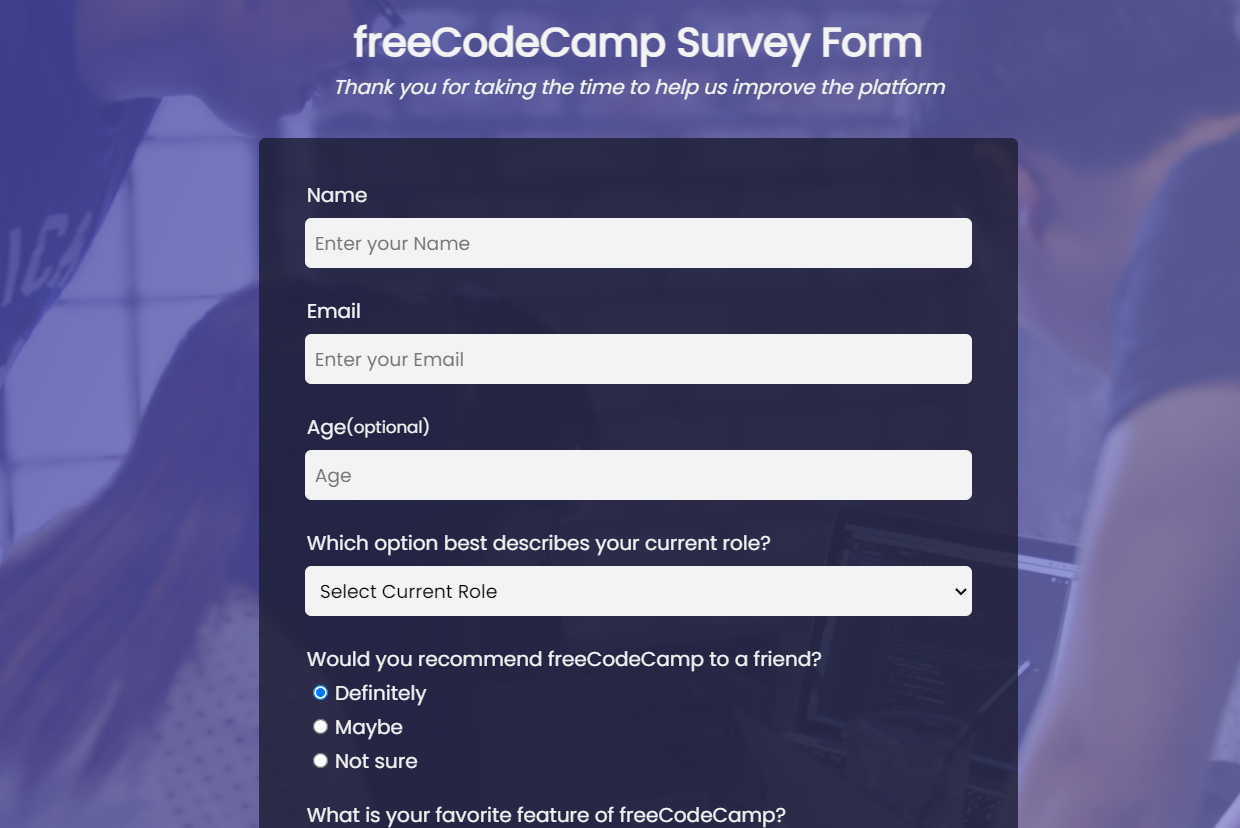 freeCodeCamp Survey Form
Thank you for taking the time to help us improve the platform
Name
Enter your Name
Email
Enter your Email
Age(optional)
Age
Which option best describes your current role?
Select Current Role
Would you recommend freeCodeCamp to a friend?
Definitely
Maybe
Not sure
What is your favorite feature of freeCodeCamp?